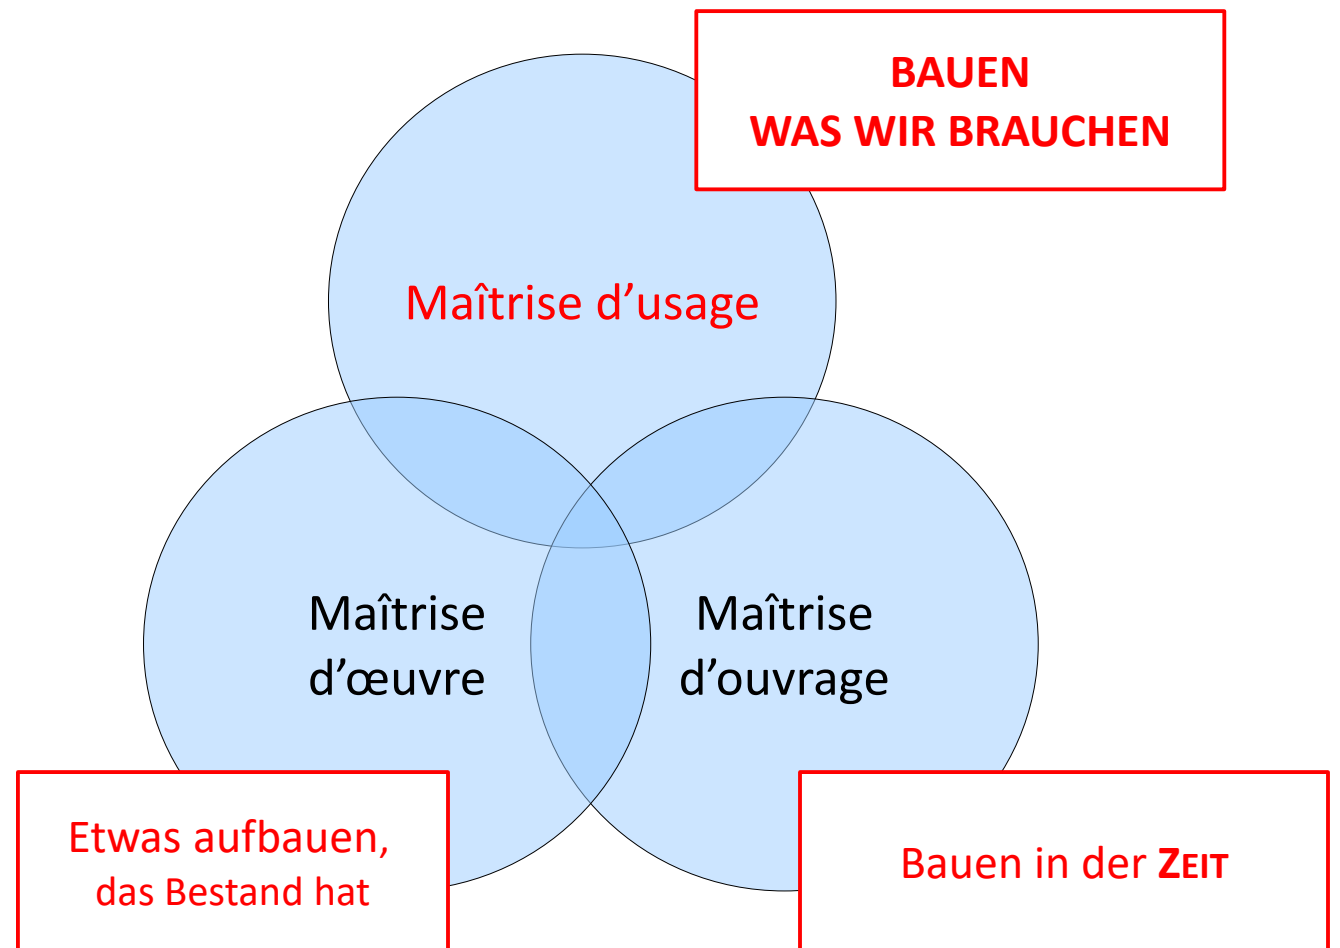 BAUEN
WAS WIR BRAUCHEN
Maîtrise d’usage
Maîtrise
d’œuvre
Maîtrise
d’ouvrage
Etwas aufbauen,
das Bestand hat
Bauen in der ZEIT